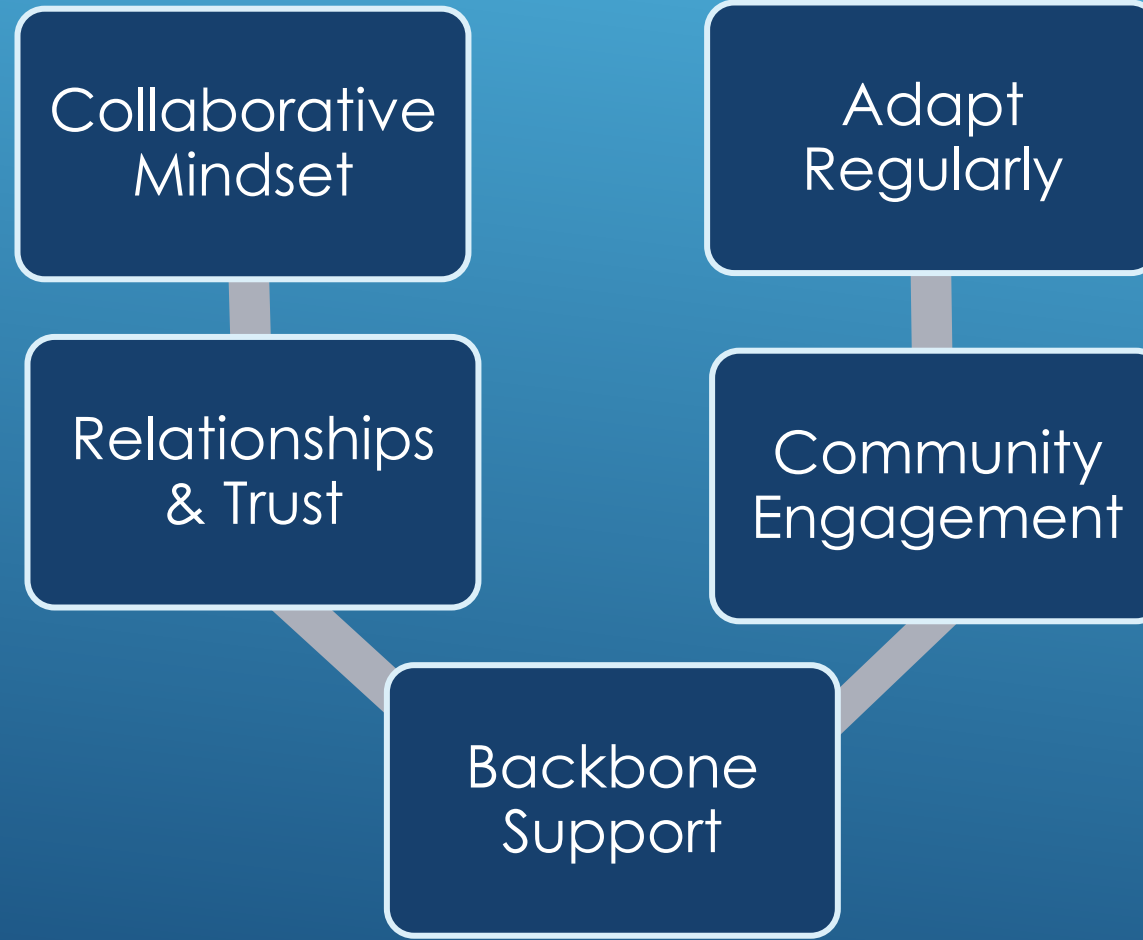 Collaborative
Mindset
Relationships
& Trust
Backbone
Support
Community
Engagement
Adapt
Regularly